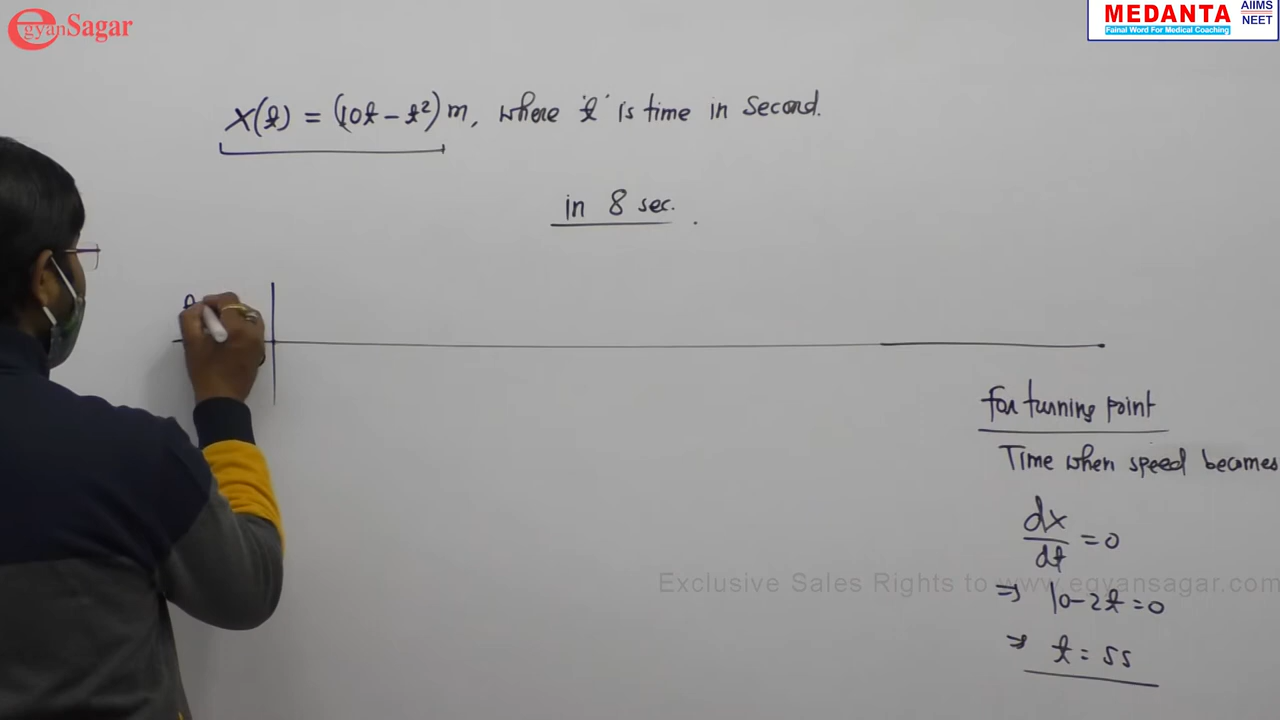 egyanSagar
MEDANTA AIIMS NEET
Fainal Word For Medical Coaching
x(t) = (10t - t²) m, where 't' is time in second.
in 8 sec.
for turning point
Time when speed becomes
dx/dt = 0
Exclusive Sales Rights to www.egyansagar.com
⇒ 10-2t = 0
⇒ t = 5s